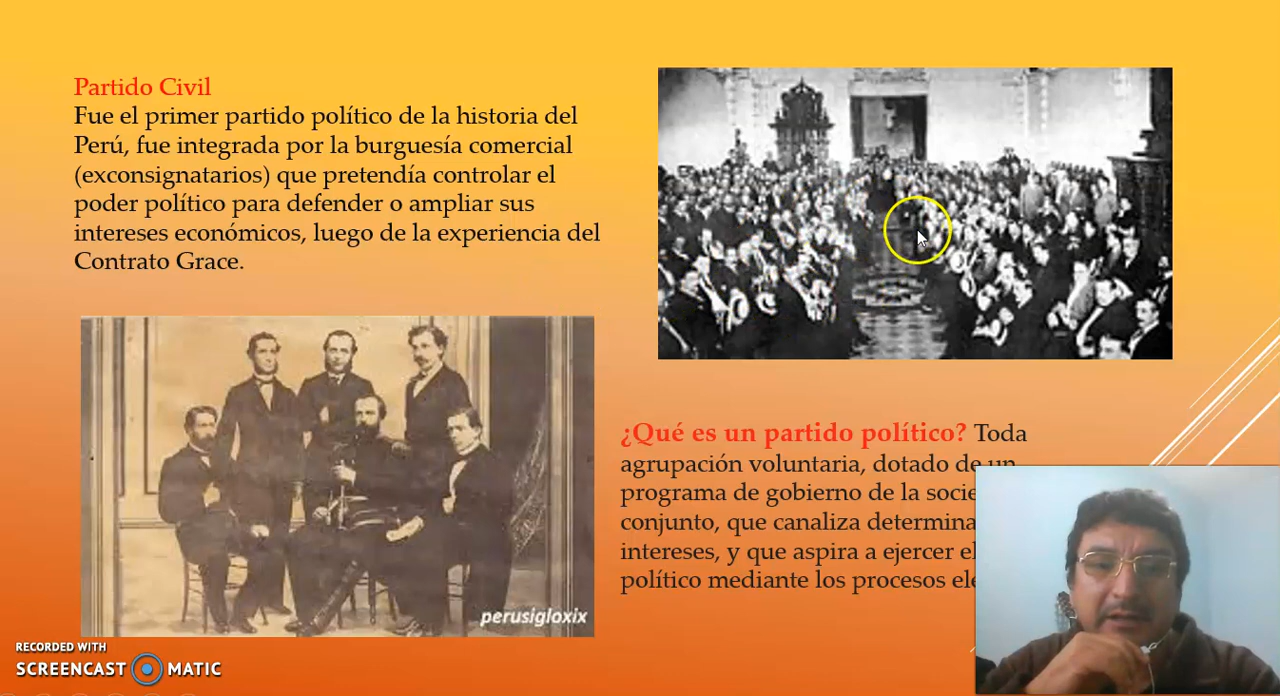 Partido Civil
Fue el primer partido político de la historia del
Perú, fue integrada por la burguesía comercial
(exconsignatarios) que pretendía controlar el
poder político para defender o ampliar sus
intereses económicos, luego de la experiencia del
Contrato Grace.
perusigloxix
¿Qué es un partido político? Toda
agrupación voluntaria, dotado de un
programa de gobierno de la socie
conjunto, que canaliza determina
intereses, y que aspira a ejercer el
político mediante los procesos ele
RECORDED WITH
SCREENCAST MATIC